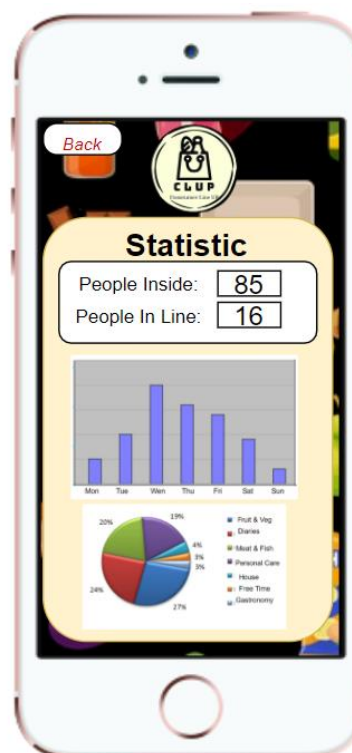 Back
CLUP
Statistic
People Inside: 85
People In Line: 16
Mon Tue Wen Thu Fri Sat Sun
20% 19%
4%
3%
3%
24%
27%
Fruit & Veg
Diaries
Meat & Fish
Personal Care
House
Free Time
Gastronomy